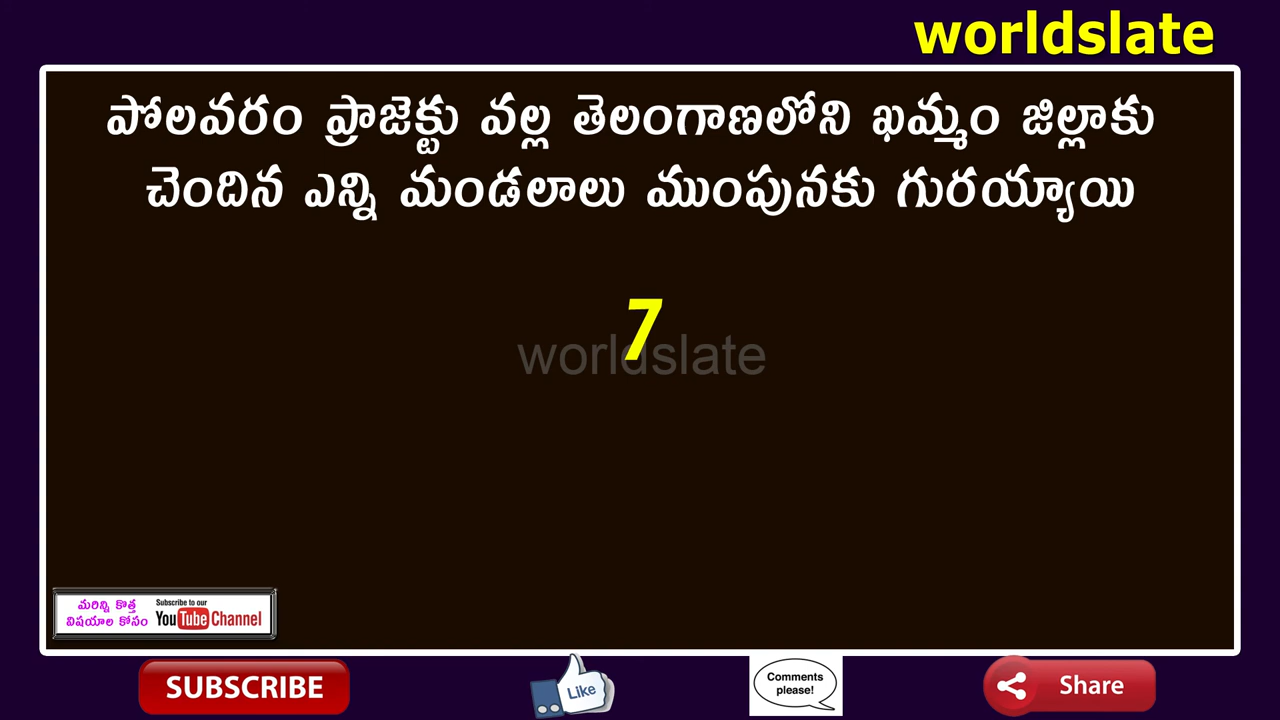 worldslate
పోలవరం ప్రాజెక్టు వల్ల తెలంగాణలోని ఖమ్మం జిల్లాకు
చెందిన ఎన్ని మండలాలు ముంపునకు గురయ్యాయి
7
worldslate
మరిన్ని కొత్త
విషయాల కోసం
Subscribe to our
YouTube Channel
SUBSCRIBE
Like
Comments
please!
Share